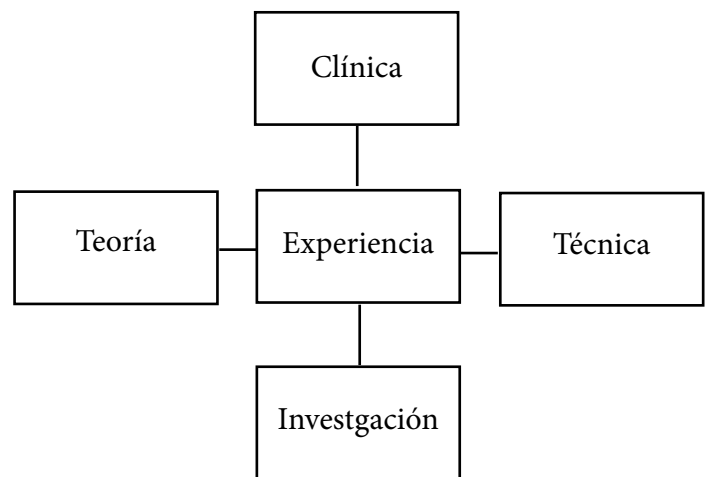 Clínica
Teoría
Experiencia
Técnica
Investgación